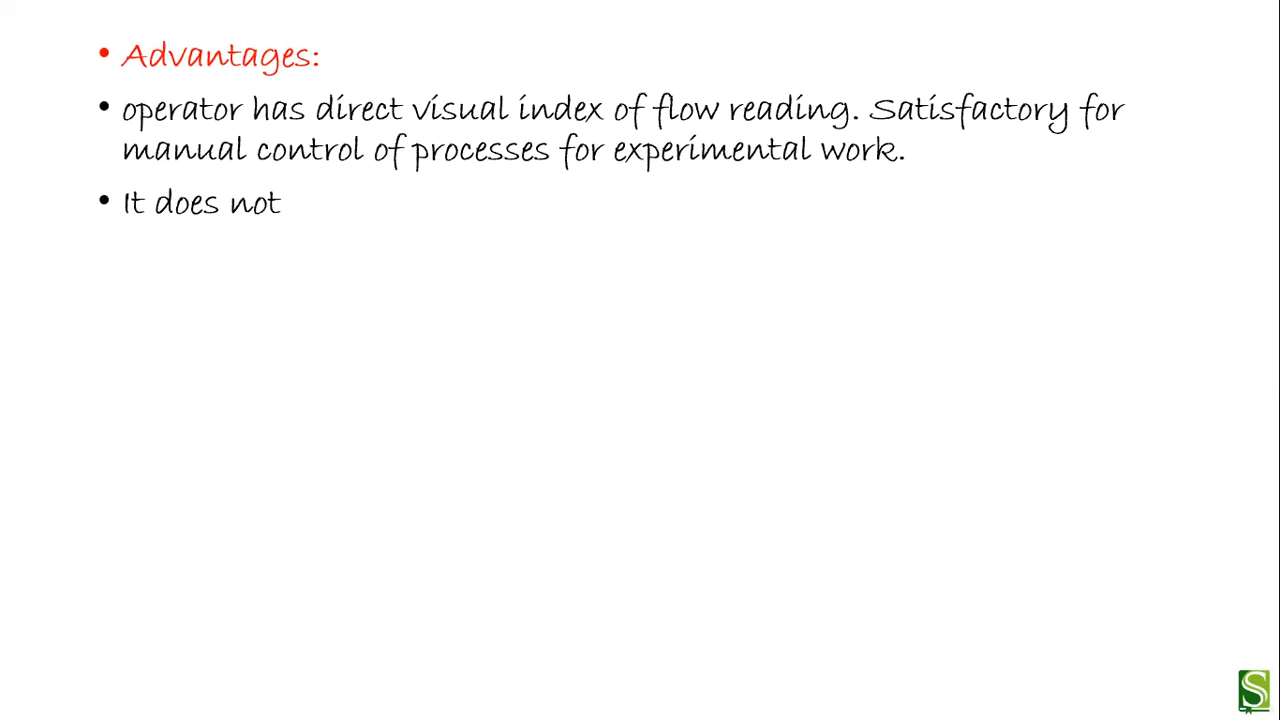 • Advantages:
• operator has direct visual index of flow reading. Satisfactory for
manual control of processes for experimental work.
• It does not
S